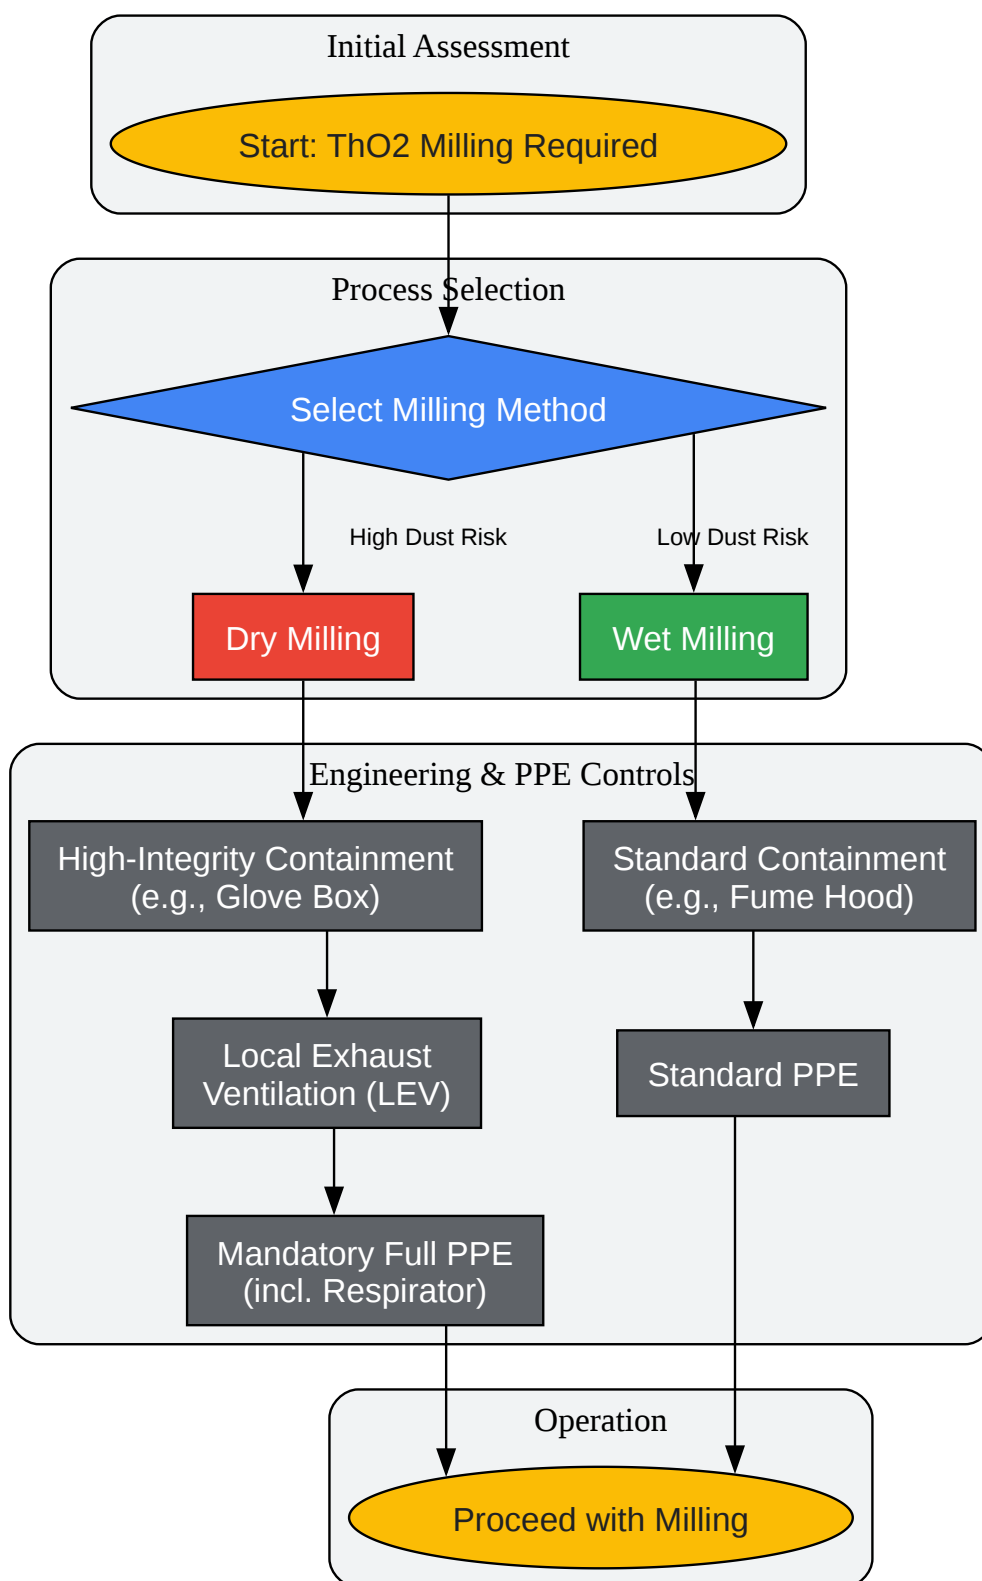 Initial Assessment
Start: ThO2 Milling Required
Process Selection
Select Milling Method
High Dust Risk
Low Dust Risk
Dry Milling
Wet Milling
Engineering & PPE Controls
High-Integrity Containment
(e.g., Glove Box)
Standard Containment
(e.g., Fume Hood)
Local Exhaust
Ventilation (LEV)
Standard PPE
Mandatory Full PPE
(incl. Respirator)
Operation
Proceed with Milling